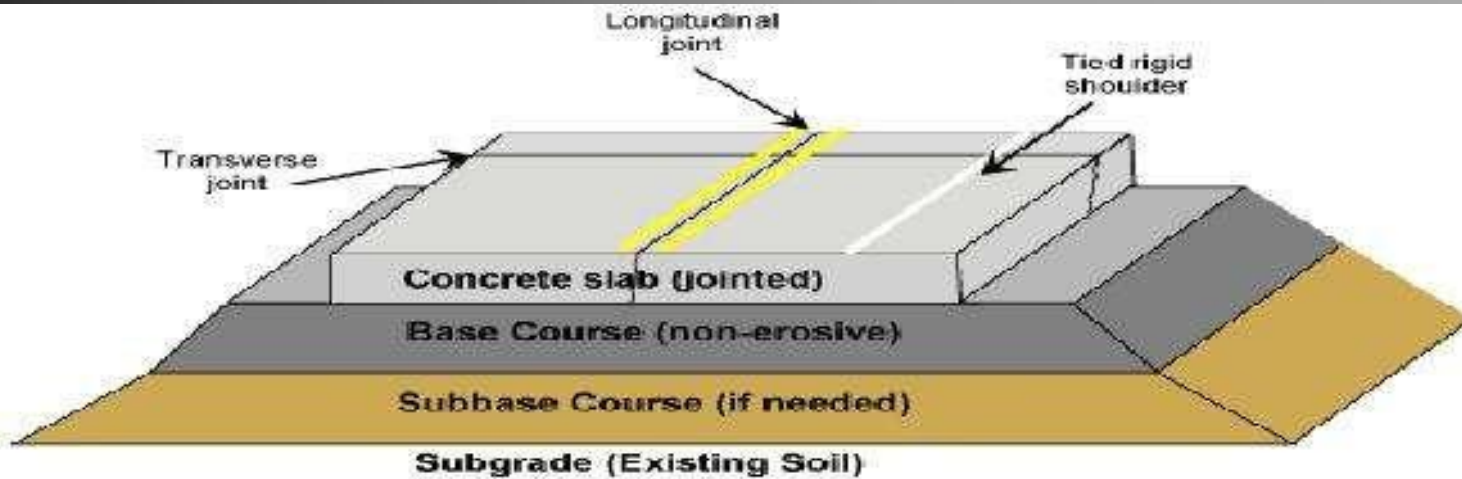 Longitudinal
joint
Tied rigid
shoulder
Transverse
joint
Concrete slab (jointed)
Base Course (non-erosive)
Subbase Course (if needed)
Subgrade (Existing Soil)